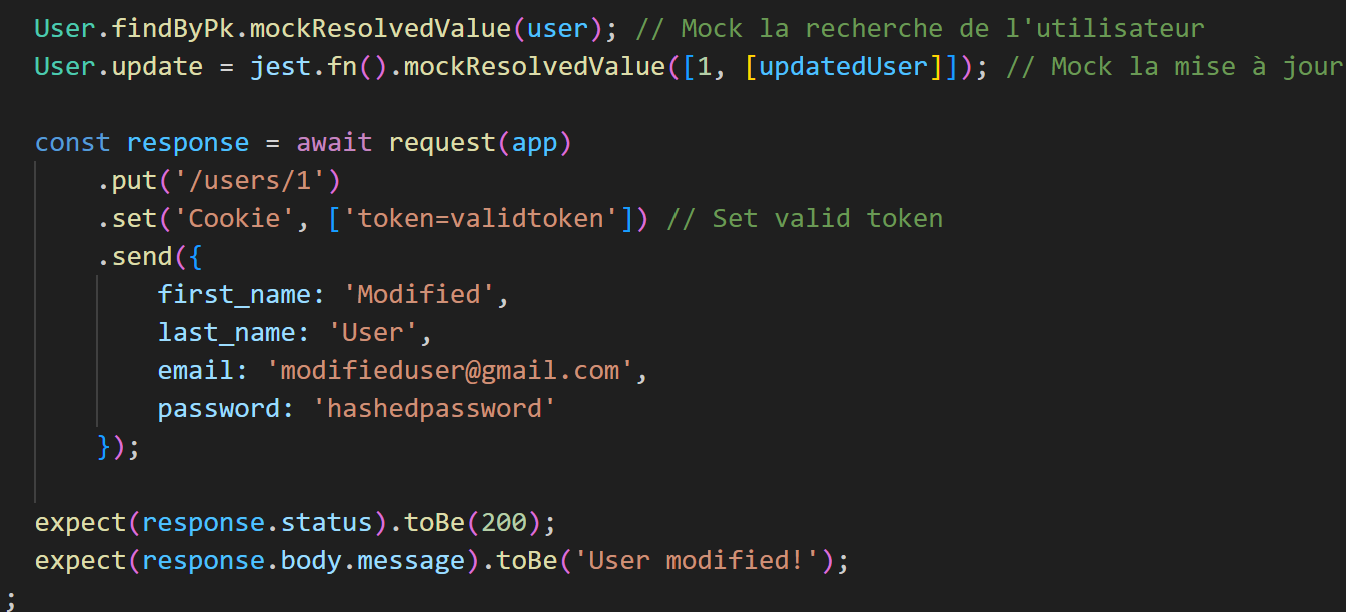 User.findByPk.mockResolvedValue(user); // Mock la recherche de l'utilisateur
User.update = jest.fn().mockResolvedValue([1, [updatedUser]]); // Mock la mise à jour
const response = await request(app)
.put('/users/1')
.set('Cookie', ['token=validtoken']) // Set valid token
.send({
first_name: 'Modified',
last_name: 'User',
email: 'modifieduser@gmail.com',
password: 'hashedpassword'
});
expect(response.status).toBe(200);
expect(response.body.message).toBe('User modified!');
;